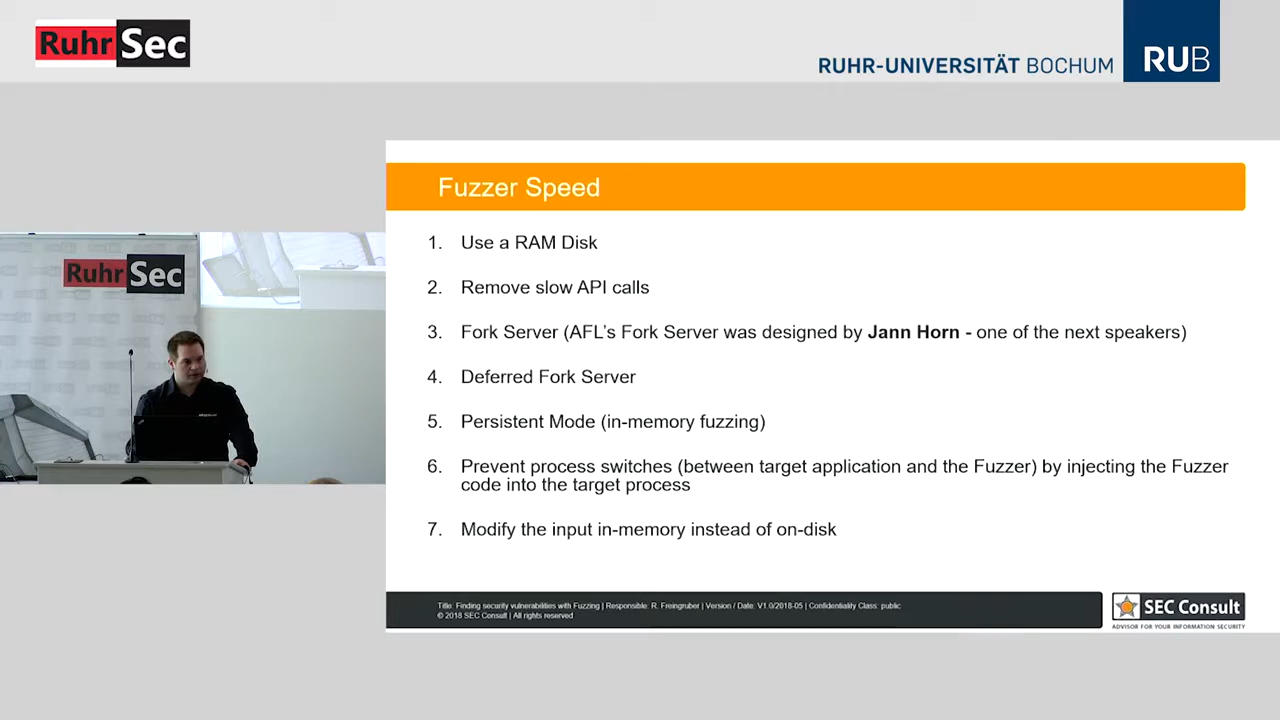 RuhrSec
RUHR-UNIVERSITÄT BOCHUM
RUB
Fuzzer Speed
1. Use a RAM Disk
2. Remove slow API calls
3. Fork Server (AFL's Fork Server was designed by Jann Horn - one of the next speakers)
4. Deferred Fork Server
5. Persistent Mode (in-memory fuzzing)
6. Prevent process switches (between target application and the Fuzzer) by injecting the Fuzzer
code into the target process
7. Modify the input in-memory instead of on-disk
RuhrSec
Title: Finding security vulnerabilities with Fuzzing | Responsible: R. Freingruber | Version / Date: V1.0/2018-05 | Confidentiality Class: public
© 2018 SEC Consult | All rights reserved
SEC Consult
ADVISOR FOR YOUR INFORMATION SECURITY